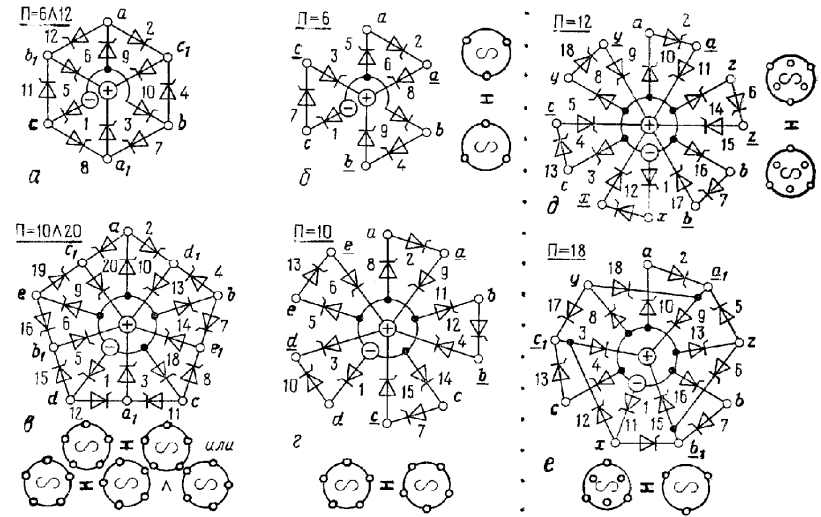 П=6Λ12
a
12 2
b₁ 6 9 c₁
11 5 10 4
− +
c 1 3 b
8 7
a₁
а
П=6
a
5 2
c 3 6 a
8
− +
7 1 9 b
c 4
b
б
S
x
S
П=12
a 2
18 y a
9 10 z
y 8 11
6
c 5 14
+ 15 z
4 −
13 3 16 b
c 12 1
x 17 7
x b
д
S
x
S
П=10Λ20
a
2
c₁ 20 d₁
19 10 4
e 9 13 b
16 6 14 7
+
b₁ 5 − e₁
15 1 3 18 8
d c
12 a₁ 11
в
S x S или
S x S Λ S
П=10
a
e 2 a
13 8 9
6 11 b
e 5 12
+
d 3 4
− b
10 1 15 14
d c
c 7
г
S x S
П=18
a
18 2 a₁
y
17 8 10 9 5
c₁ 3 13 z
+
4 6
13 −
c 16 b
12 11 1 15 7
x b₁
е
S x S